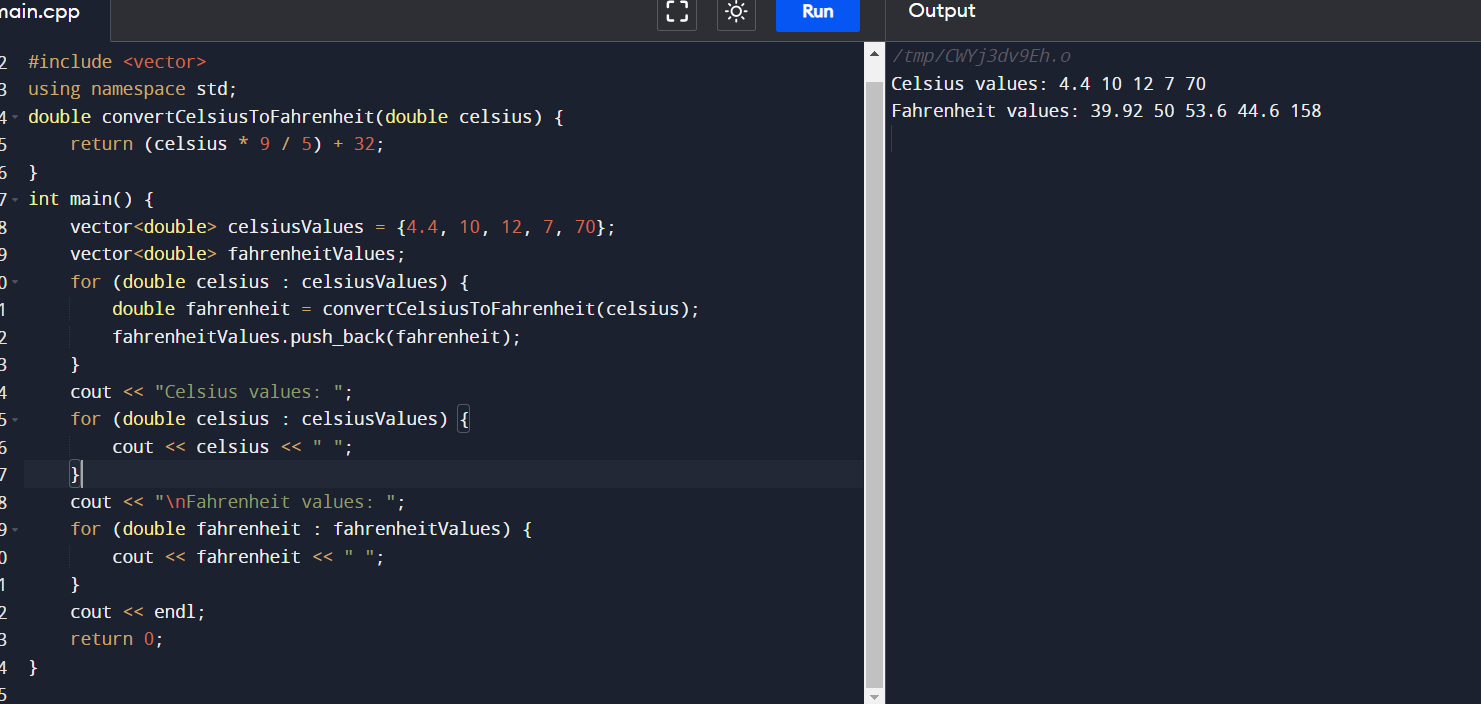 main.cpp
Run
Output
2 #include <vector>
3 using namespace std;
4 double convertCelsiusToFahrenheit(double celsius) {
5     return (celsius * 9 / 5) + 32;
6 }
7 int main() {
8     vector<double> celsiusValues = {4.4, 10, 12, 7, 70};
9     vector<double> fahrenheitValues;
0     for (double celsius : celsiusValues) {
1         double fahrenheit = convertCelsiusToFahrenheit(celsius);
2         fahrenheitValues.push_back(fahrenheit);
3     }
4     cout << "Celsius values: ";
5     for (double celsius : celsiusValues) {
6         cout << celsius << " ";
7     }
8     cout << "\nFahrenheit values: ";
9     for (double fahrenheit : fahrenheitValues) {
0         cout << fahrenheit << " ";
1     }
2     cout << endl;
3     return 0;
4 }
5
/tmp/CWYj3dv9Eh.o
Celsius values: 4.4 10 12 7 70
Fahrenheit values: 39.92 50 53.6 44.6 158